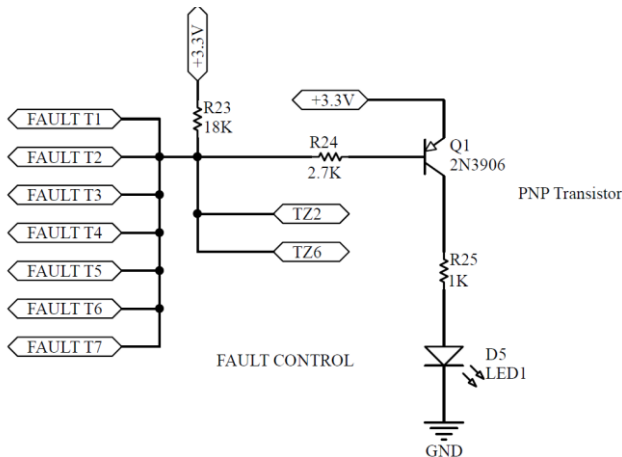 +3.3V
R23
18K
+3.3V
FAULT T1
FAULT T2
FAULT T3
FAULT T4
FAULT T5
FAULT T6
FAULT T7
R24
2.7K
Q1
2N3906
PNP Transistor
TZ2
TZ6
R25
1K
FAULT CONTROL
D5
LED1
GND